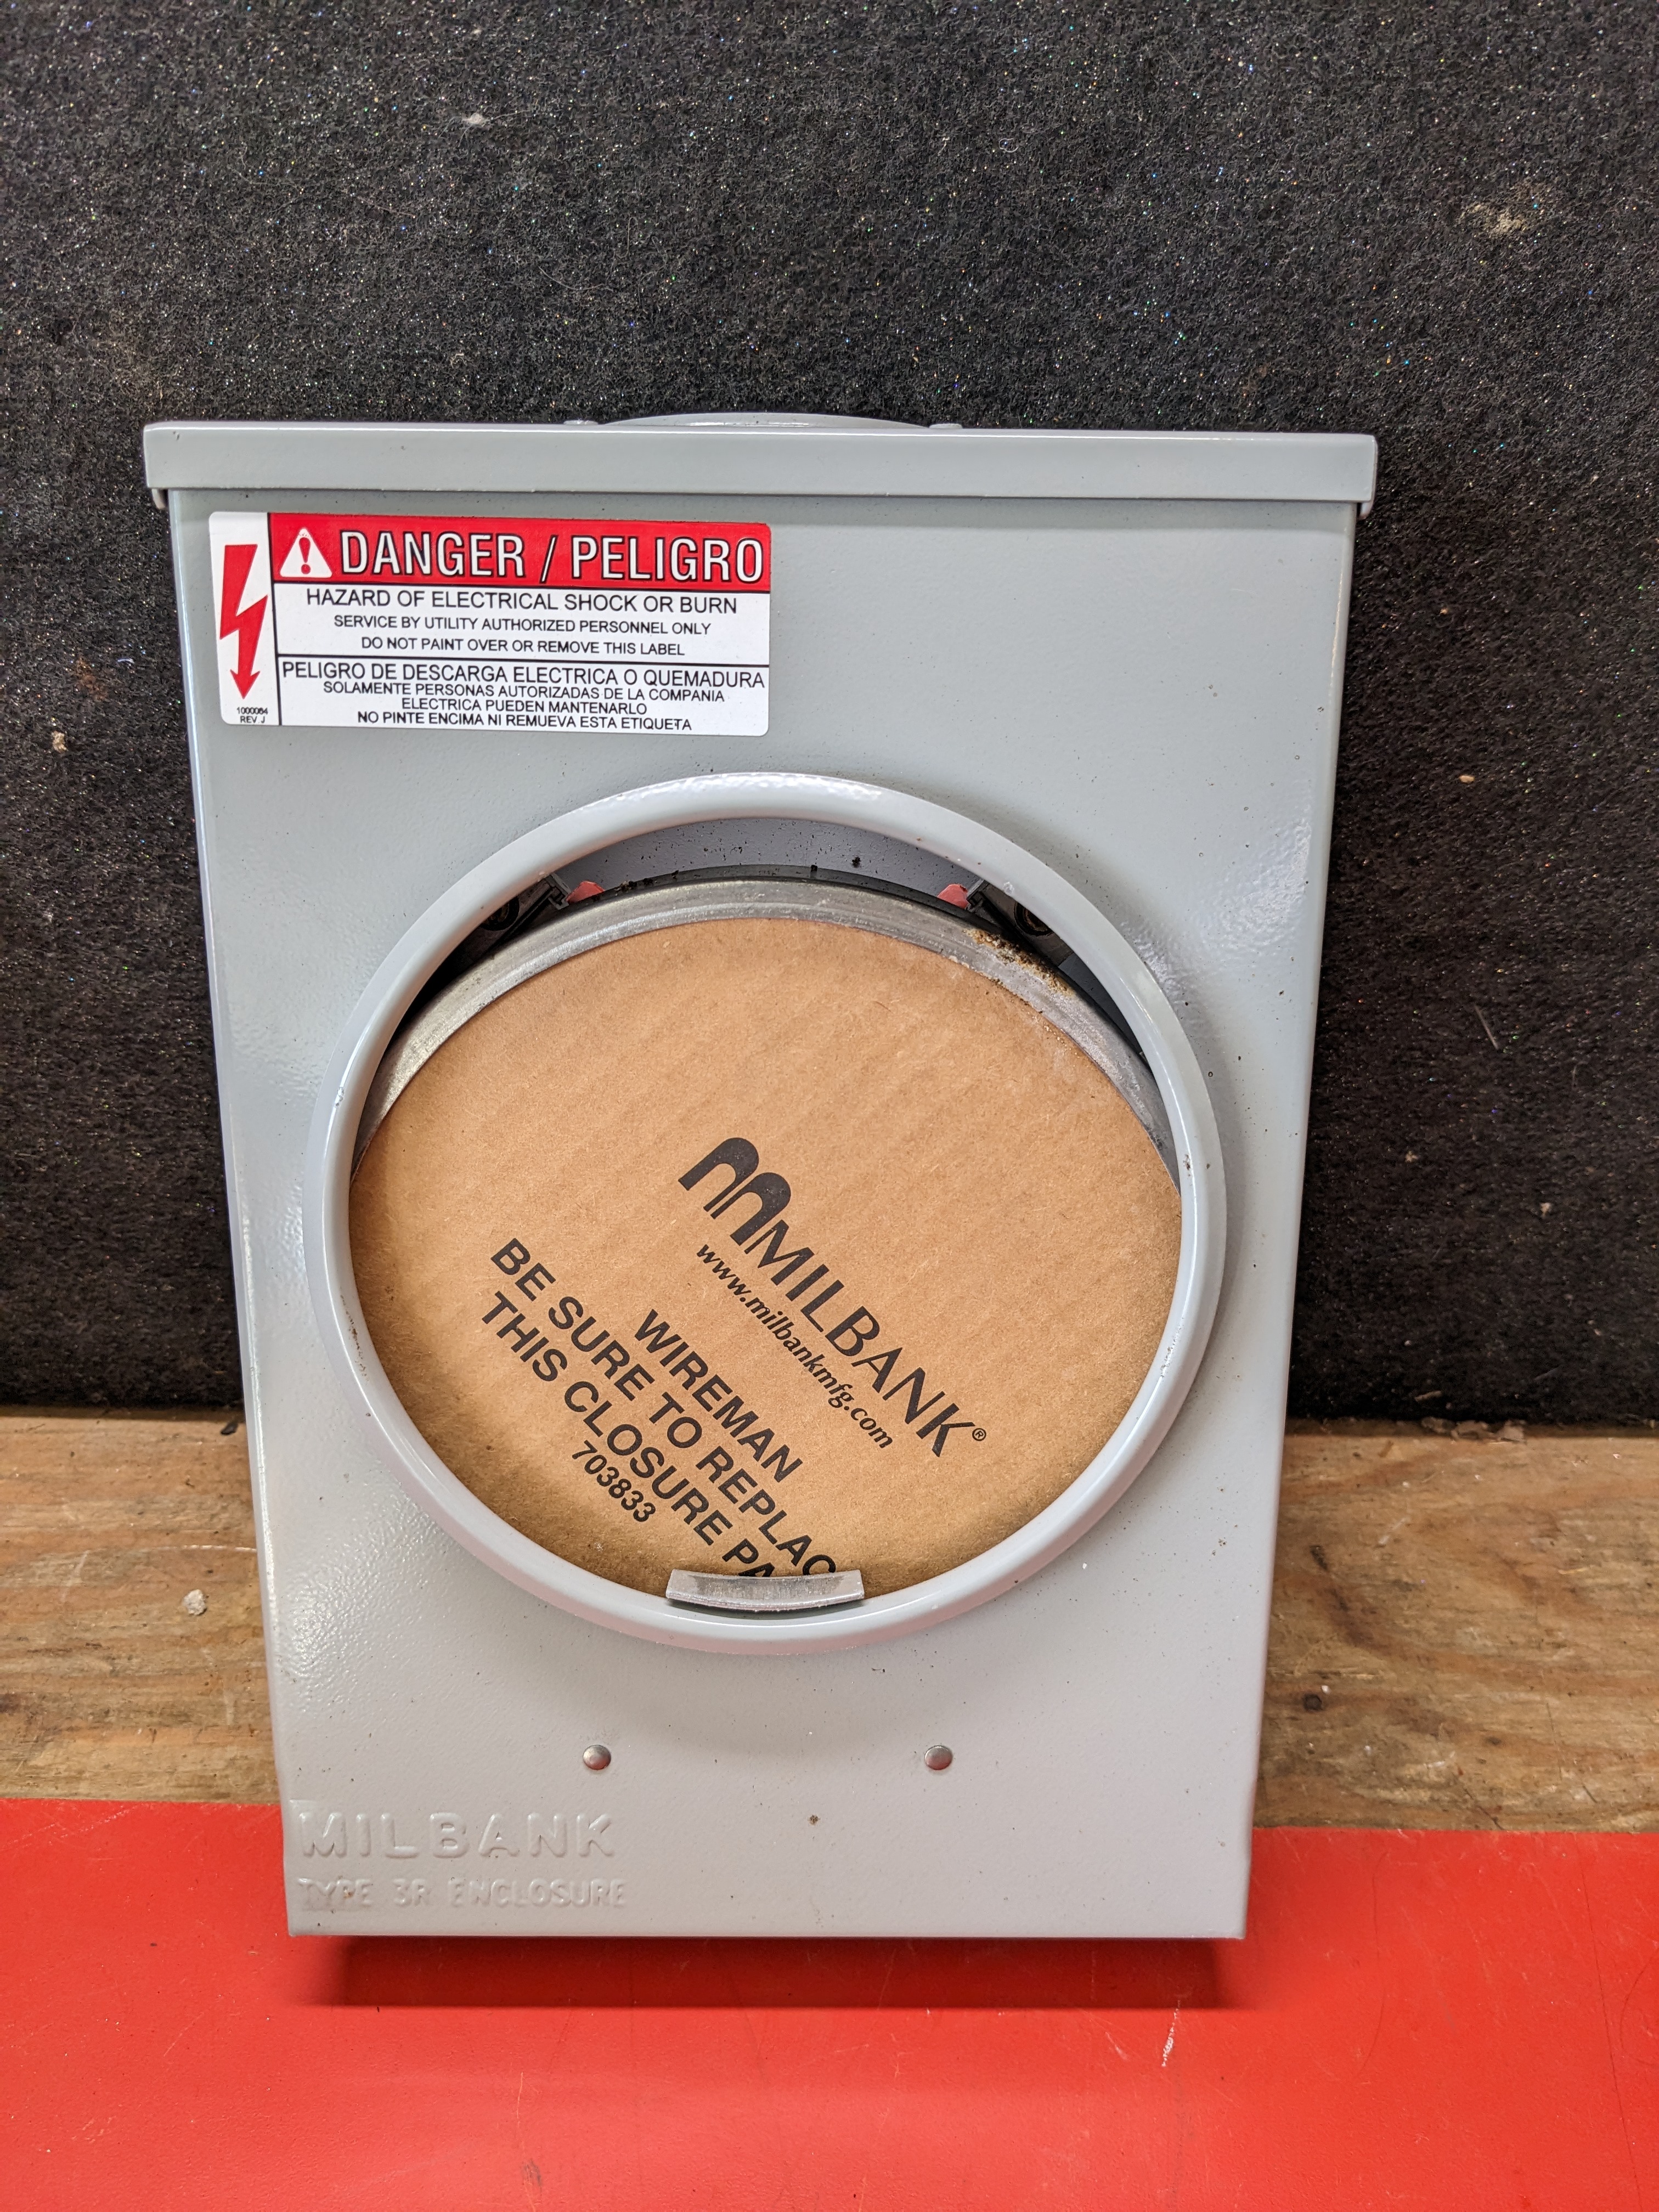 DANGER / PELIGRO
HAZARD OF ELECTRICAL SHOCK OR BURN
SERVICE BY UTILITY AUTHORIZED PERSONNEL ONLY
DO NOT PAINT OVER OR REMOVE THIS LABEL
PELIGRO DE DESCARGA ELECTRICA O QUEMADURA
SOLAMENTE PERSONAS AUTORIZADAS DE LA COMPANIA
ELECTRICA PUEDEN MANTENARLO
NO PINTE ENCIMA NI REMUEVA ESTA ETIQUETA
1000064
REV. J
MILBANK®
www.milbankmfg.com
WIREMAN
BE SURE TO REPLAC
THIS CLOSURE PA
703833
MILBANK
TYPE 3R ENCLOSURE